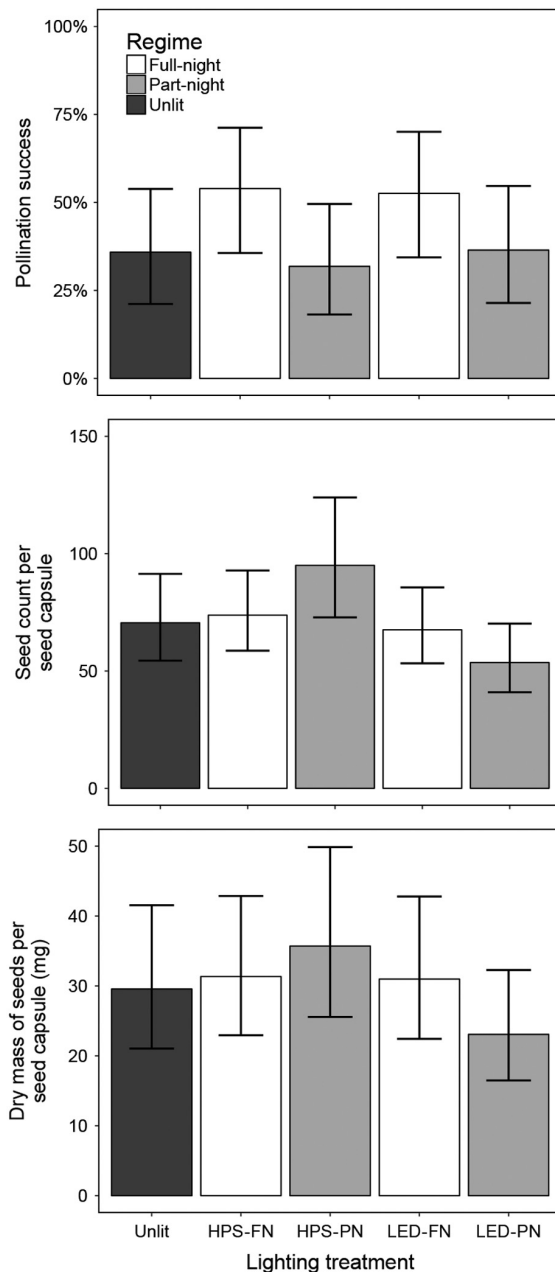 100%
75%
50%
25%
0%
Pollination success
Regime
Full-night
Part-night
Unlit
150
100
50
0
Seed count per
seed capsule
50
40
30
20
10
0
Dry mass of seeds per
seed capsule (mg)
Unlit HPS-FN HPS-PN LED-FN LED-PN
Lighting treatment